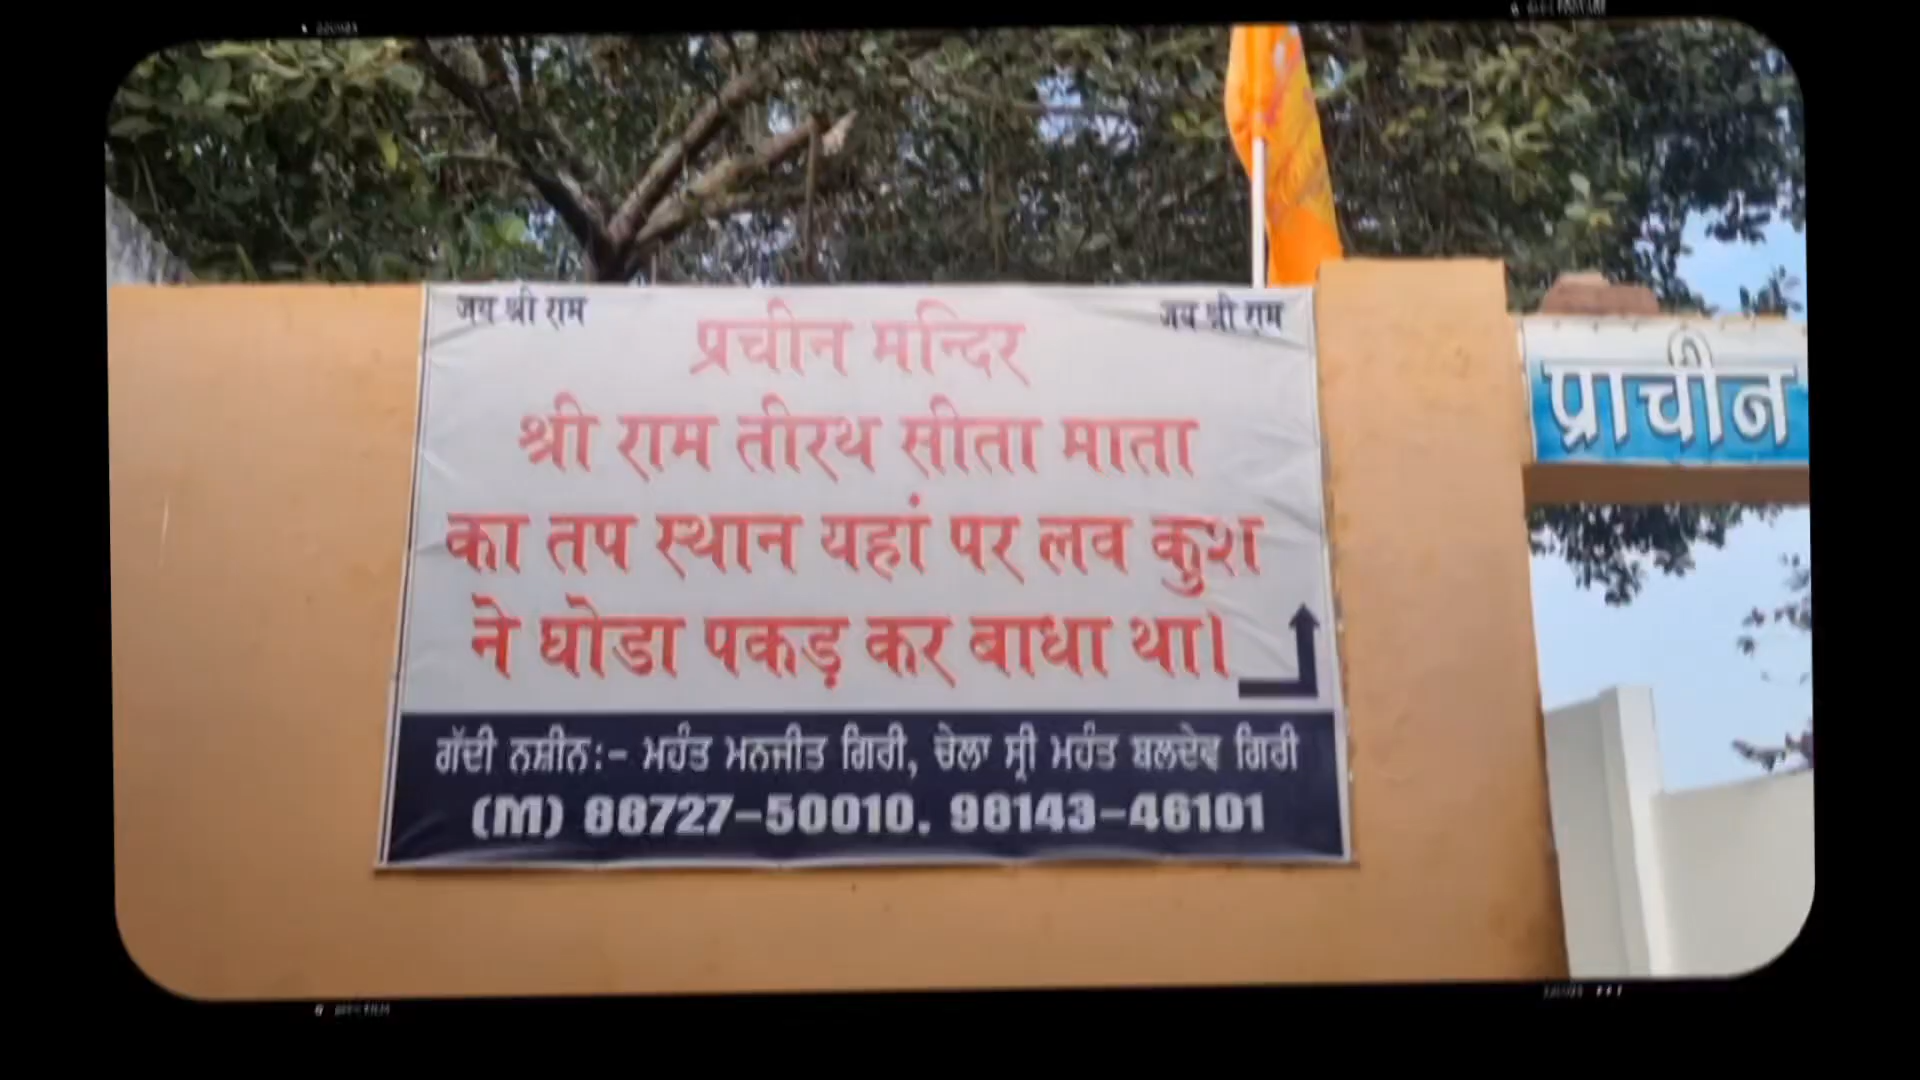 जय श्री राम
जय श्री राम
प्रचीन मन्दिर
श्री राम तीरथ सीता माता
का तप स्थान यहां पर लव कुश
ने घोडा पकड़ कर बाधा था।
ਗੱਦੀ ਨਸ਼ੀਨ:- ਮਹੰਤ ਮਨਜੀਤ ਗਿਰੀ, ਚੇਲਾ ਸ੍ਰੀ ਮਹੰਤ ਬਲਦੇਵ ਗਿਰੀ
(M) 88727-50010, 98143-46101
प्राचीन